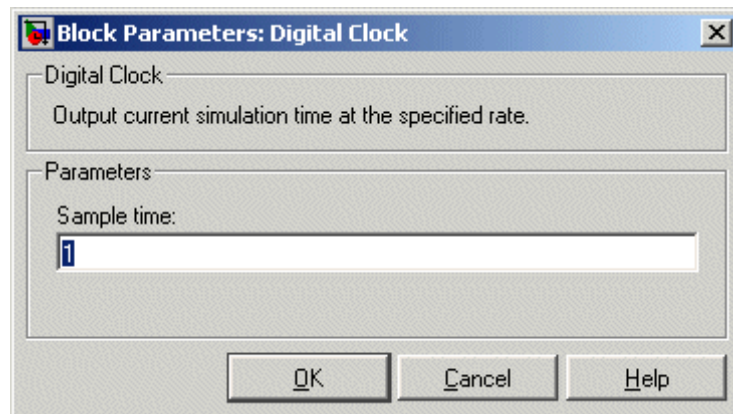 Block Parameters: Digital Clock
Digital Clock
Output current simulation time at the specified rate.
Parameters
Sample time:
1
OK Cancel Help